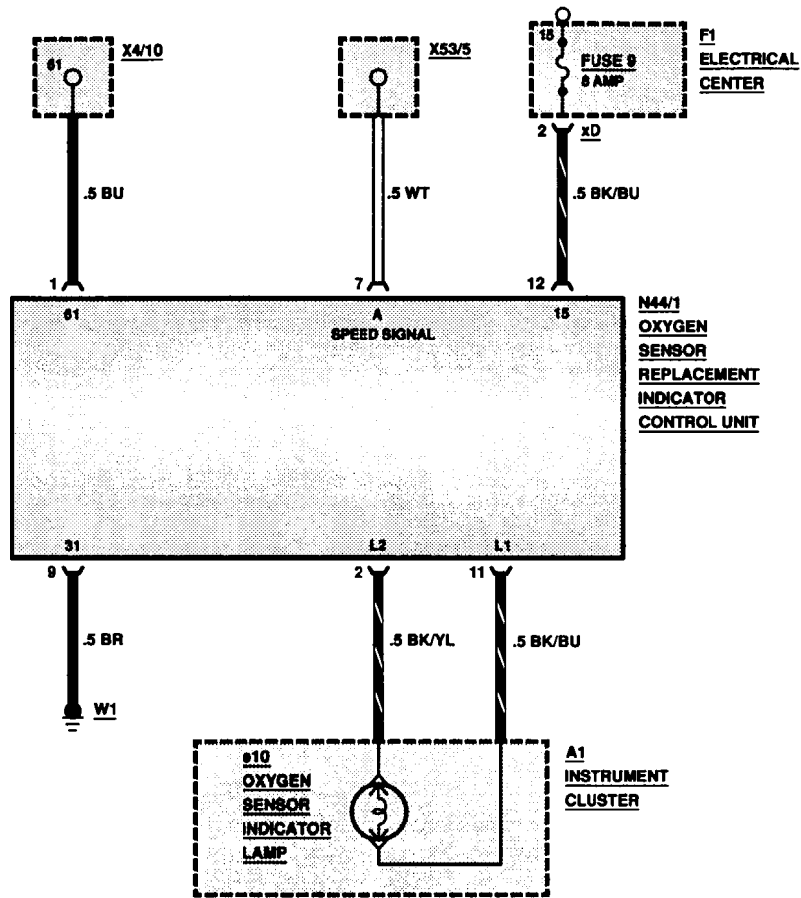 X4/10
61
X53/5
15
FUSE 9
8 AMP
F1
ELECTRICAL
CENTER
2
xD
.5 BU
.5 WT
.5 BK/BU
1
7
12
61
A
SPEED SIGNAL
15
N44/1
OXYGEN
SENSOR
REPLACEMENT
INDICATOR
CONTROL UNIT
31
L2
L1
9
2
11
.5 BR
.5 BK/YL
.5 BK/BU
W1
e10
OXYGEN
SENSOR
INDICATOR
LAMP
A1
INSTRUMENT
CLUSTER